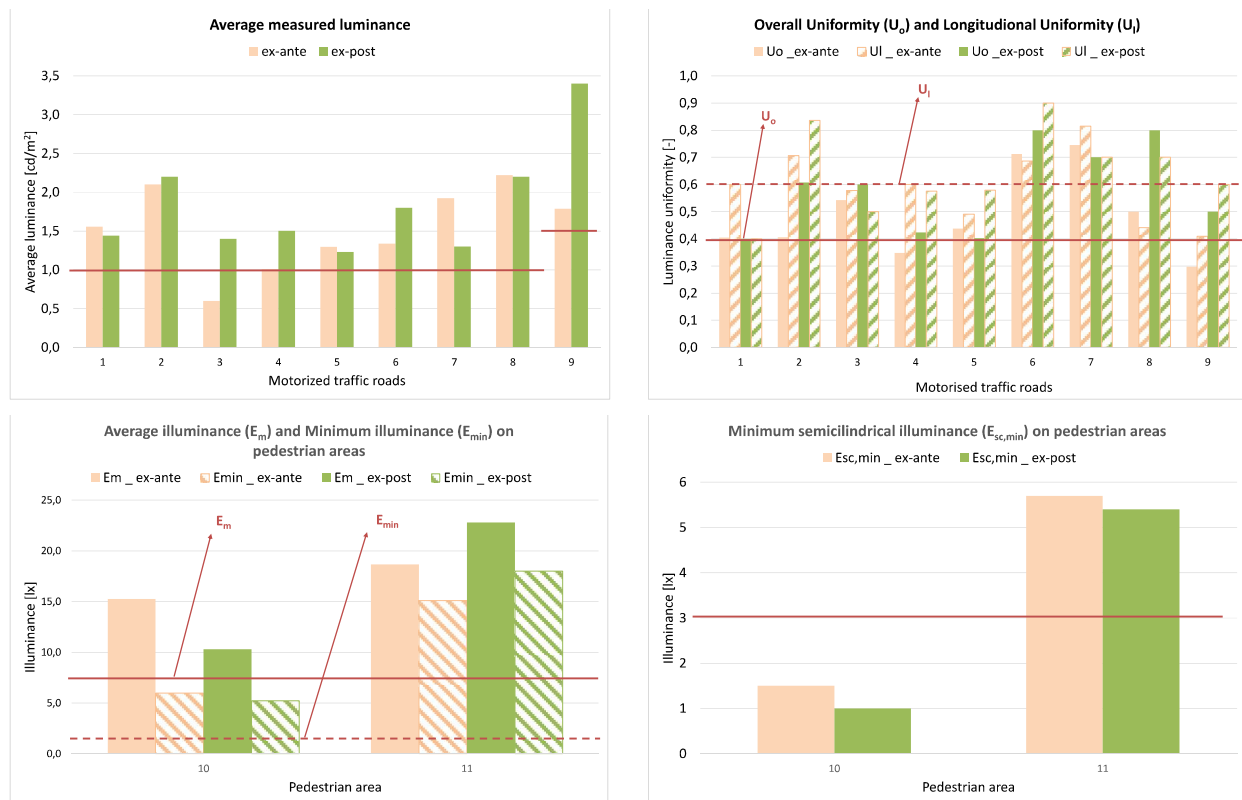 Average measured luminance
ex-ante ex-post
3,5
3,0
2,5
2,0
1,5
1,0
0,5
0,0
Average luminance [cd/m²]
1 2 3 4 5 6 7 8 9
Motorized traffic roads
Overall Uniformity (Uo) and Longitudional Uniformity (Ul)
Uo _ex-ante Ul _ ex-ante Uo _ex-post Ul _ ex-post
1,0
0,9
0,8
0,7
0,6
0,5
0,4
0,3
0,2
0,1
0,0
Luminance uniformity [-]
Uo
Ul
1 2 3 4 5 6 7 8 9
Motorised traffic roads
Average illuminance (Em) and Minimum illuminance (Emin) on
pedestrian areas
Em _ ex-ante Emin _ ex-ante Em _ ex-post Emin _ ex-post
25,0
20,0
15,0
10,0
5,0
0,0
Illuminance [lx]
Em
Emin
10 11
Pedestrian area
Minimum semicilindrical illuminance (Esc,min) on pedestrian areas
Esc,min _ ex-ante Esc,min _ ex-post
6
5
4
3
2
1
0
Illuminance [lx]
10 11
Pedestrian area